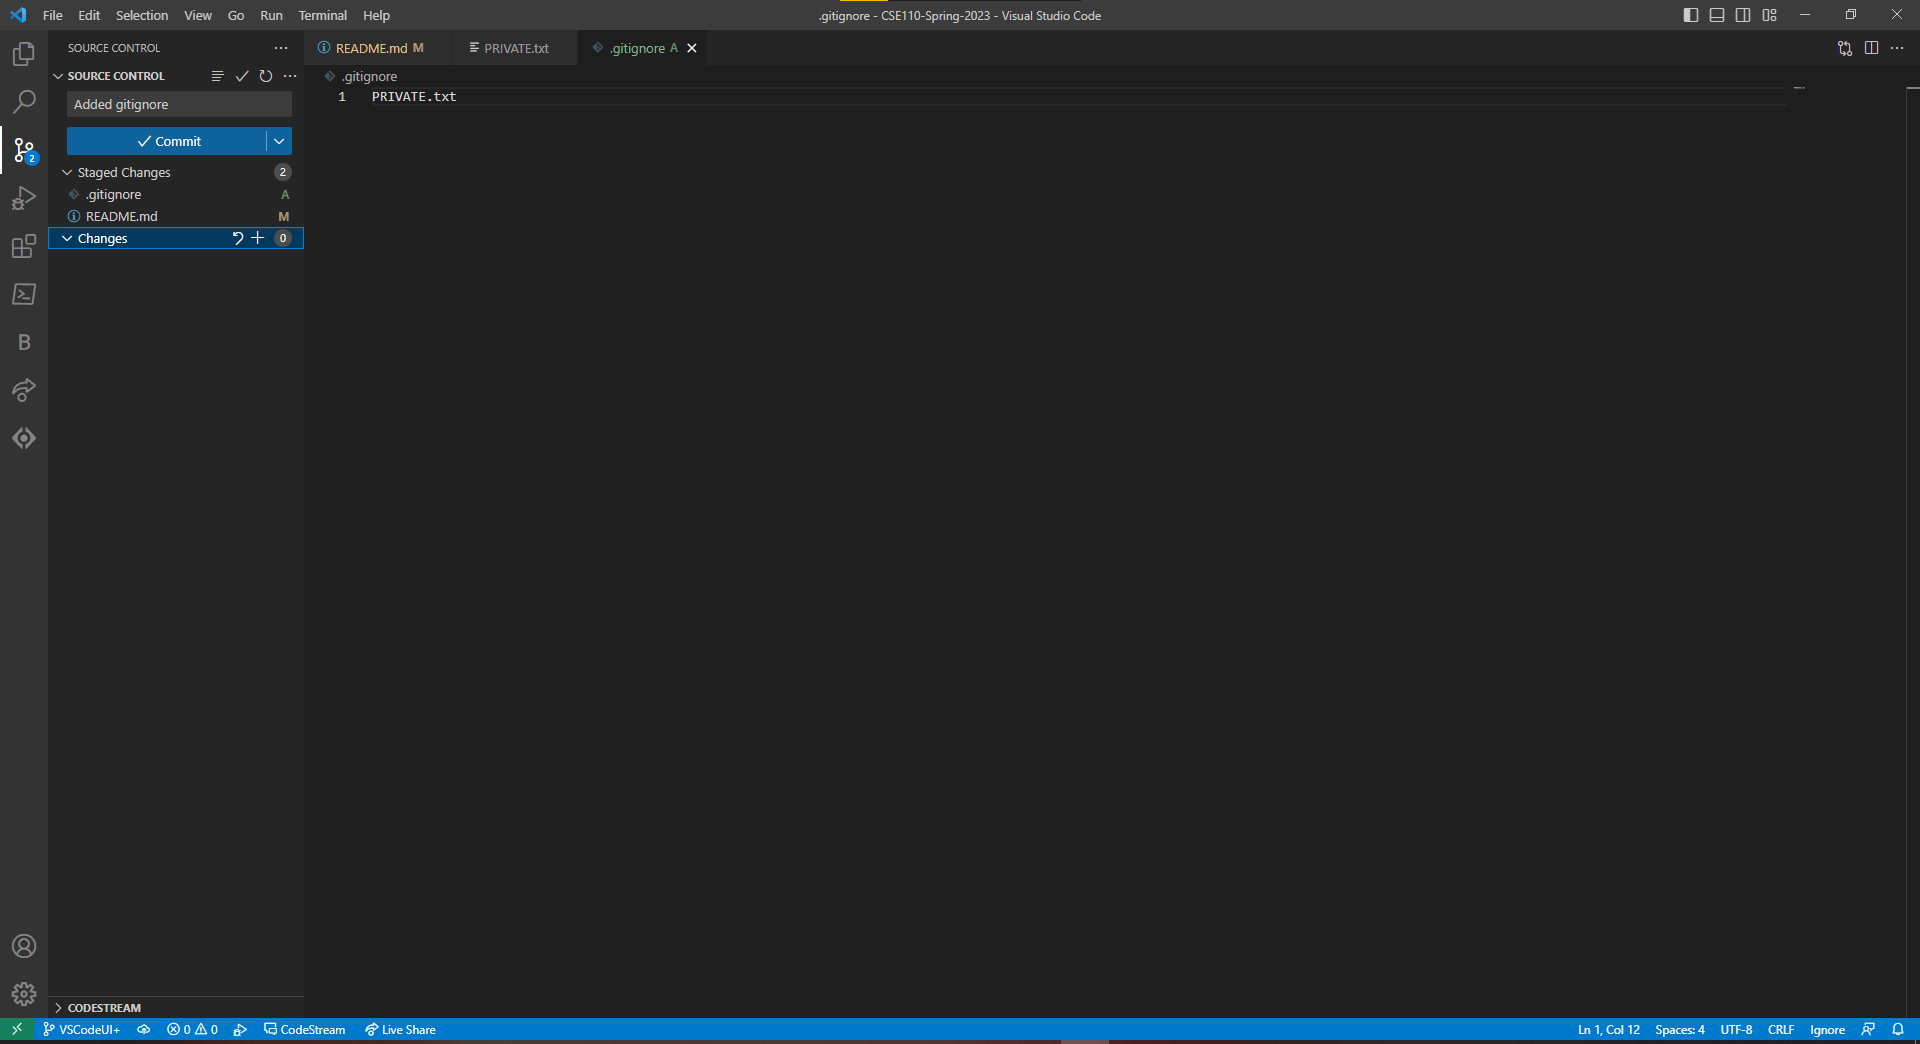 File Edit Selection View Go Run Terminal Help
.gitignore - CSE110-Spring-2023 - Visual Studio Code
SOURCE CONTROL
README.md M
PRIVATE.txt
.gitignore A
SOURCE CONTROL
.gitignore
Added gitignore
1 PRIVATE.txt
Commit
Staged Changes 2
.gitignore A
README.md M
Changes 0
2
B
CODESTREAM
VSCodeUI+ 0 0 CodeStream Live Share
Ln 1, Col 12 Spaces: 4 UTF-8 CRLF Ignore